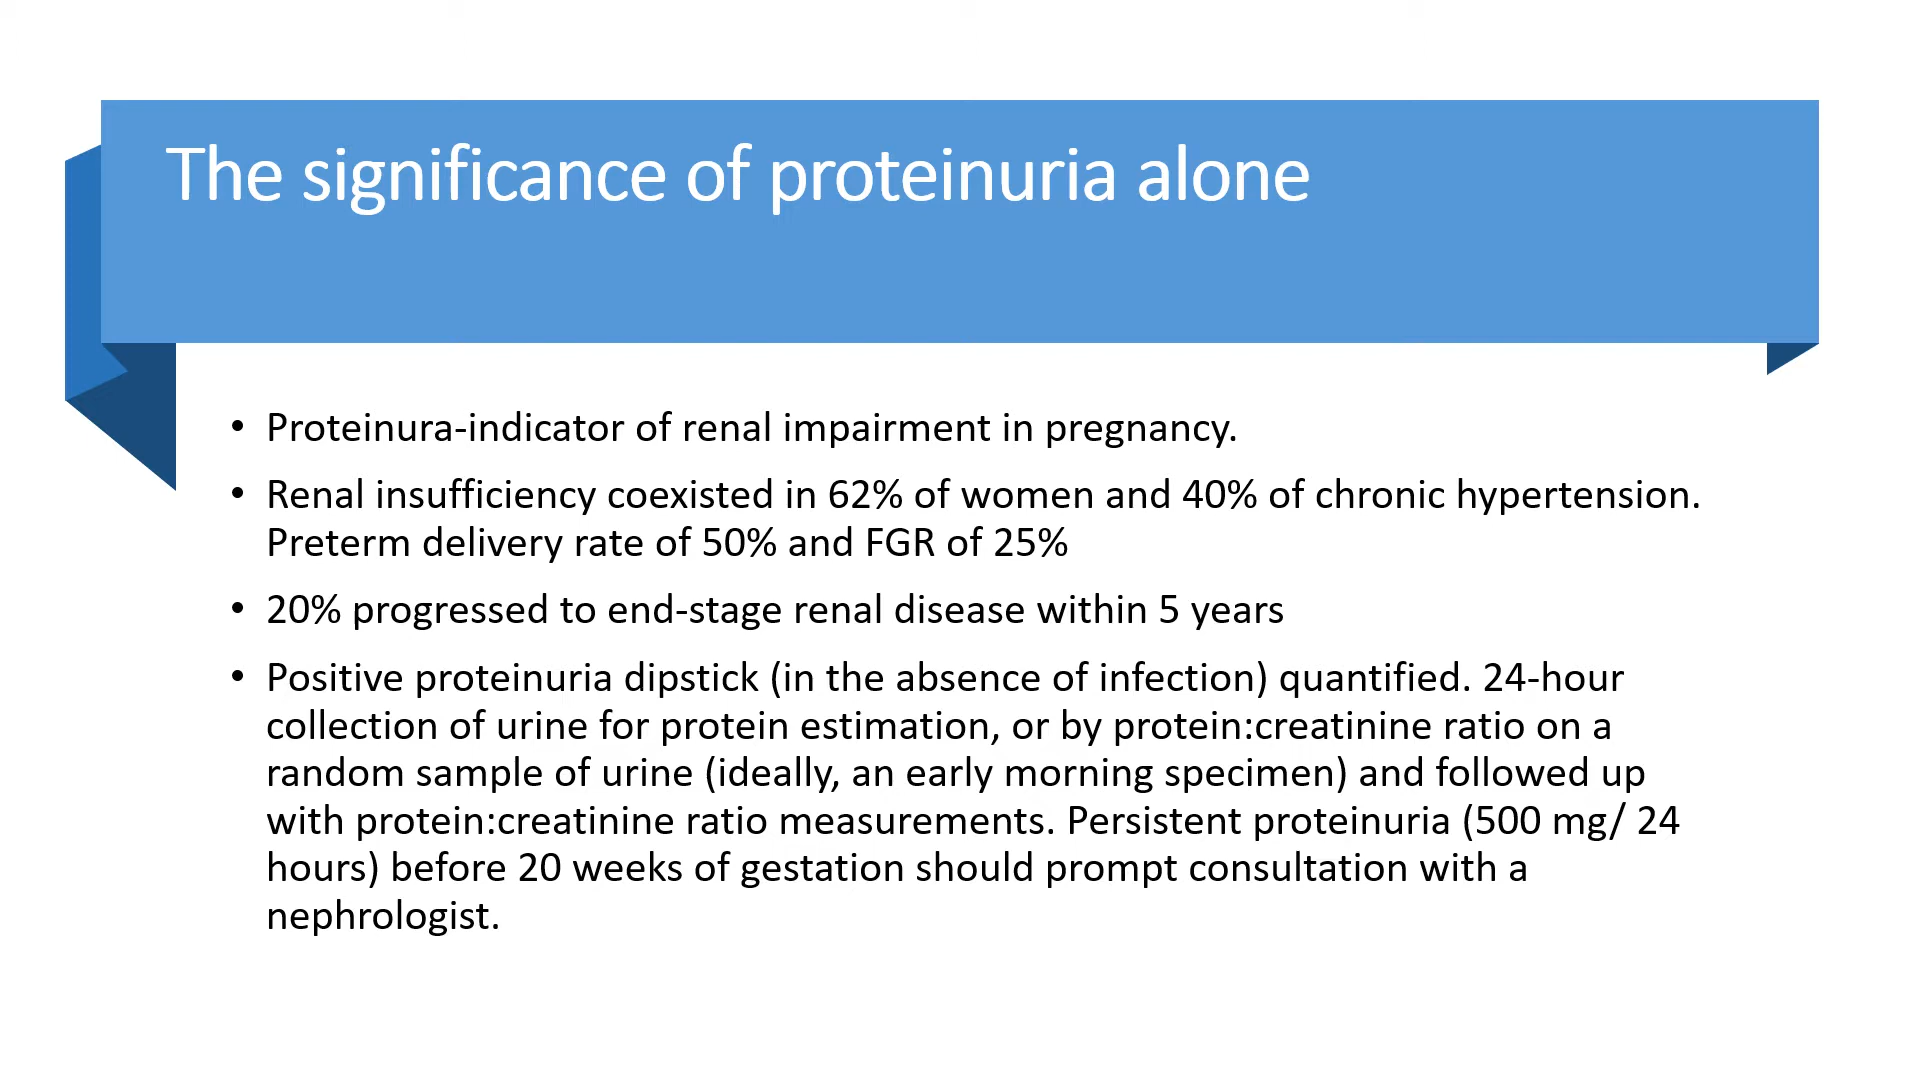 The significance of proteinuria alone
• Proteinura-indicator of renal impairment in pregnancy.
• Renal insufficiency coexisted in 62% of women and 40% of chronic hypertension.
Preterm delivery rate of 50% and FGR of 25%
• 20% progressed to end-stage renal disease within 5 years
• Positive proteinuria dipstick (in the absence of infection) quantified. 24-hour
collection of urine for protein estimation, or by protein:creatinine ratio on a
random sample of urine (ideally, an early morning specimen) and followed up
with protein:creatinine ratio measurements. Persistent proteinuria (500 mg/ 24
hours) before 20 weeks of gestation should prompt consultation with a
nephrologist.